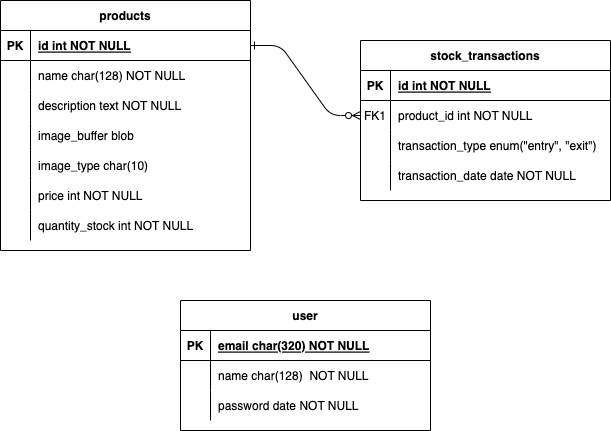 products
PK id int NOT NULL
name char(128) NOT NULL
description text NOT NULL
image_buffer blob
image_type char(10)
price int NOT NULL
quantity_stock int NOT NULL
stock_transactions
PK id int NOT NULL
FK1 product_id int NOT NULL
transaction_type enum("entry", "exit")
transaction_date date NOT NULL
user
PK email char(320) NOT NULL
name char(128)  NOT NULL
password date NOT NULL